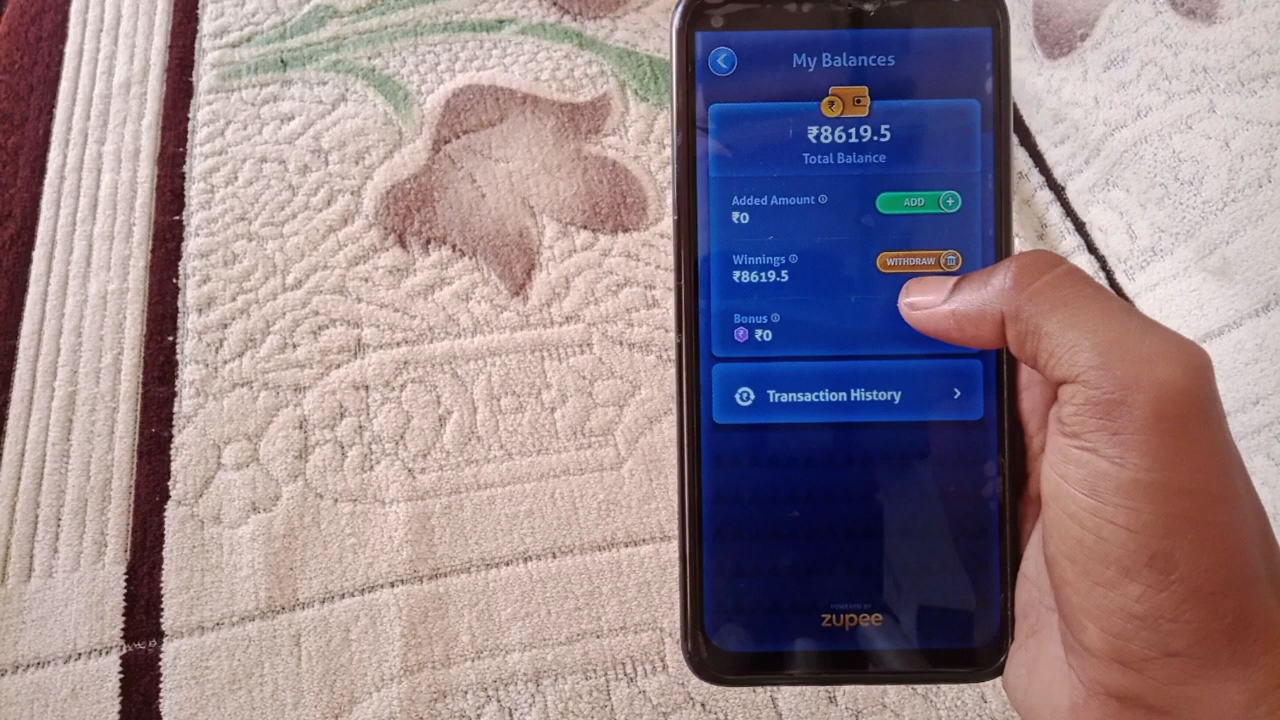 My Balances
₹8619.5
Total Balance
Added Amount
₹0
ADD
Winnings
₹8619.5
WITHDRAW
Bonus
₹0
Transaction History
POWERED BY
zupee